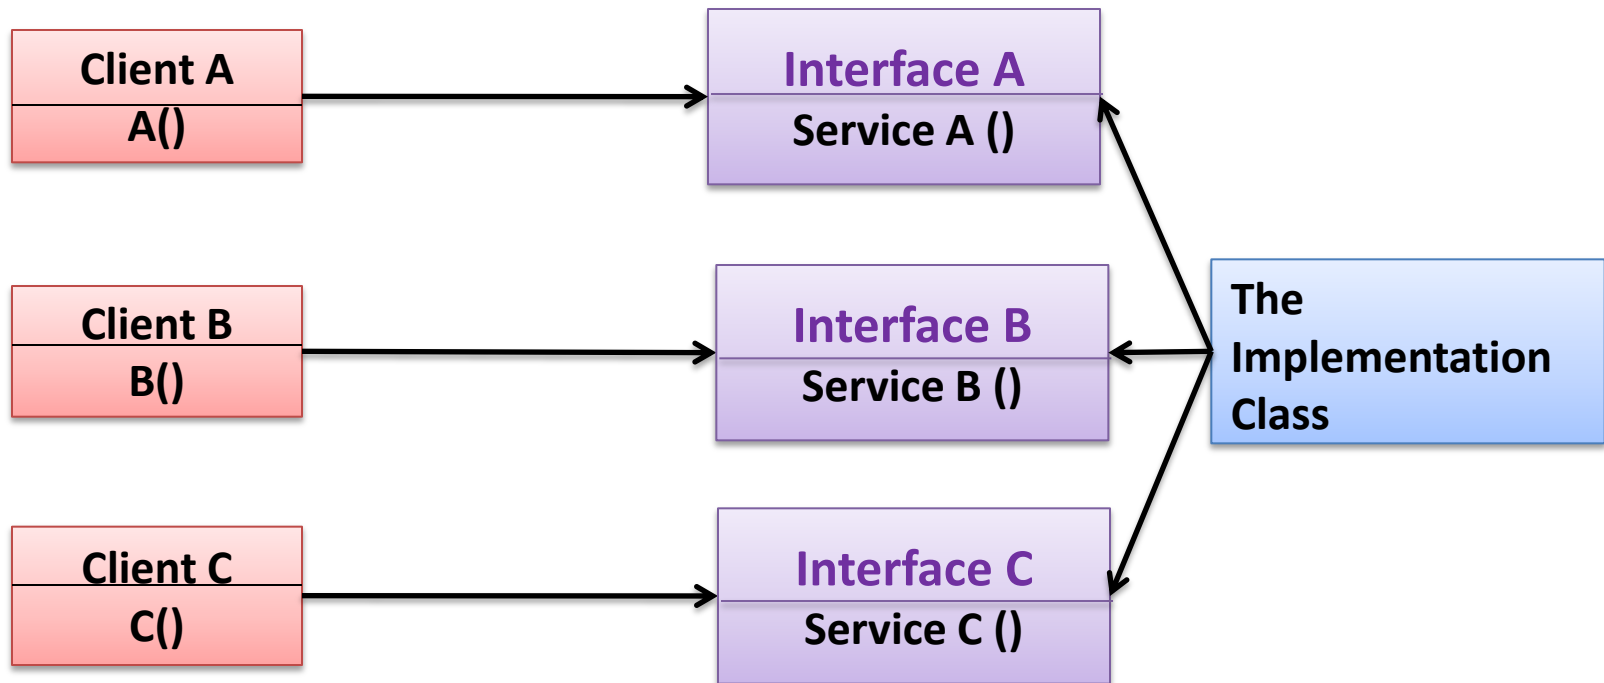 Client A
A()
Interface A
Service A ()
Client B
B()
Interface B
Service B ()
The
Implementation
Class
Client C
C()
Interface C
Service C ()